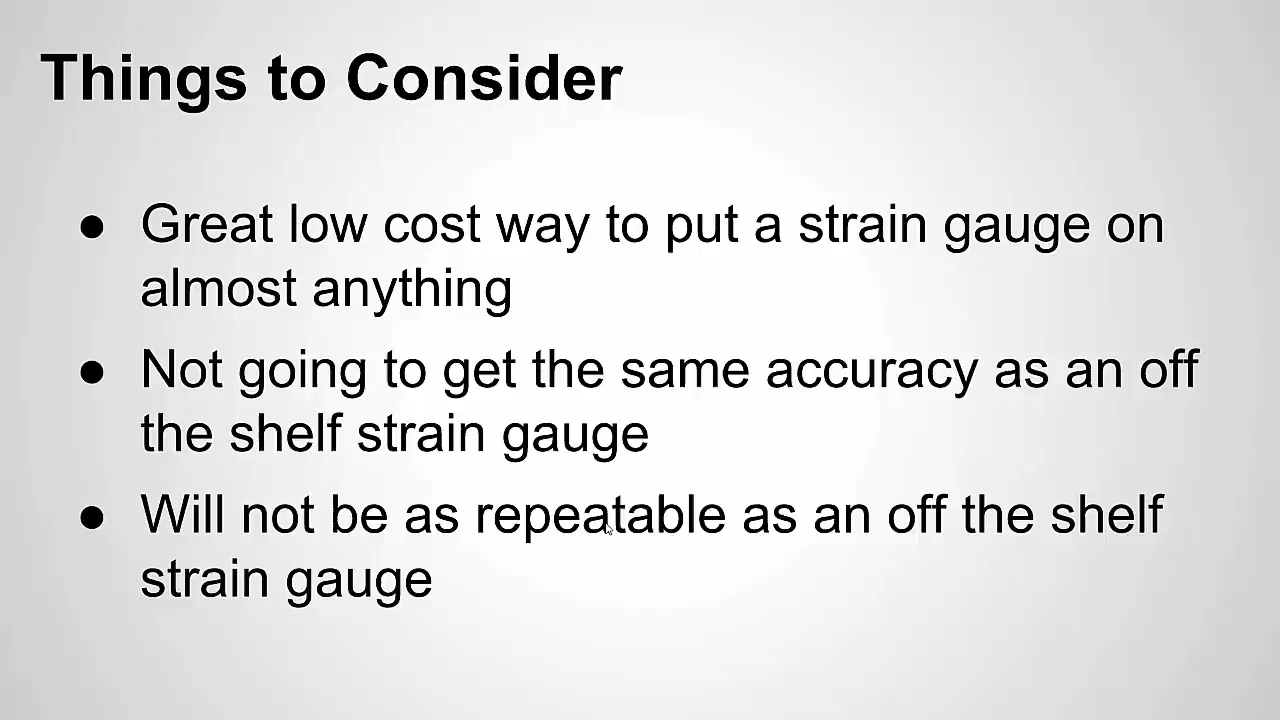 Things to Consider
● Great low cost way to put a strain gauge on
almost anything
● Not going to get the same accuracy as an off
the shelf strain gauge
● Will not be as repeatable as an off the shelf
strain gauge